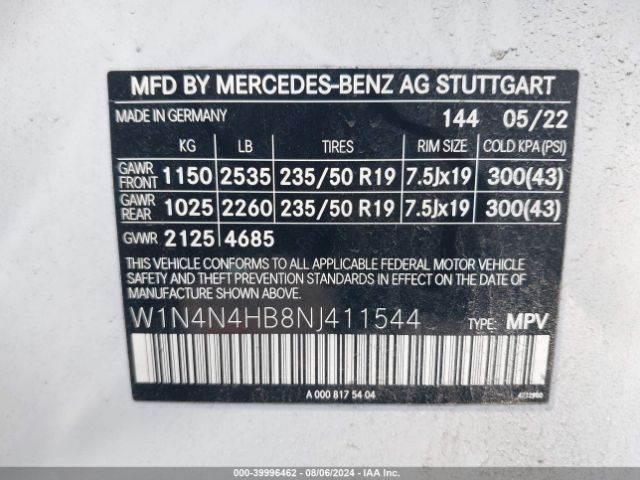 MFD BY MERCEDES-BENZ AG STUTTGART
MADE IN GERMANY 144 05/22
KG LB TIRES RIM SIZE COLD KPA (PSI)
GAWR FRONT 1150 2535 235/50 R19 7.5Jx19 300(43)
GAWR REAR 1025 2260 235/50 R19 7.5Jx19 300(43)
GVWR 2125 4685
THIS VEHICLE CONFORMS TO ALL APPLICABLE FEDERAL MOTOR VEHICLE
SAFETY AND THEFT PREVENTION STANDARDS IN EFFECT ON THE DATE OF
MANUFACTURE SHOWN ABOVE.
W1N4N4HB8NJ411544 TYPE: MPV
A 000 817 54 04
000-39996462 - 08/06/2024 - IAAI.com